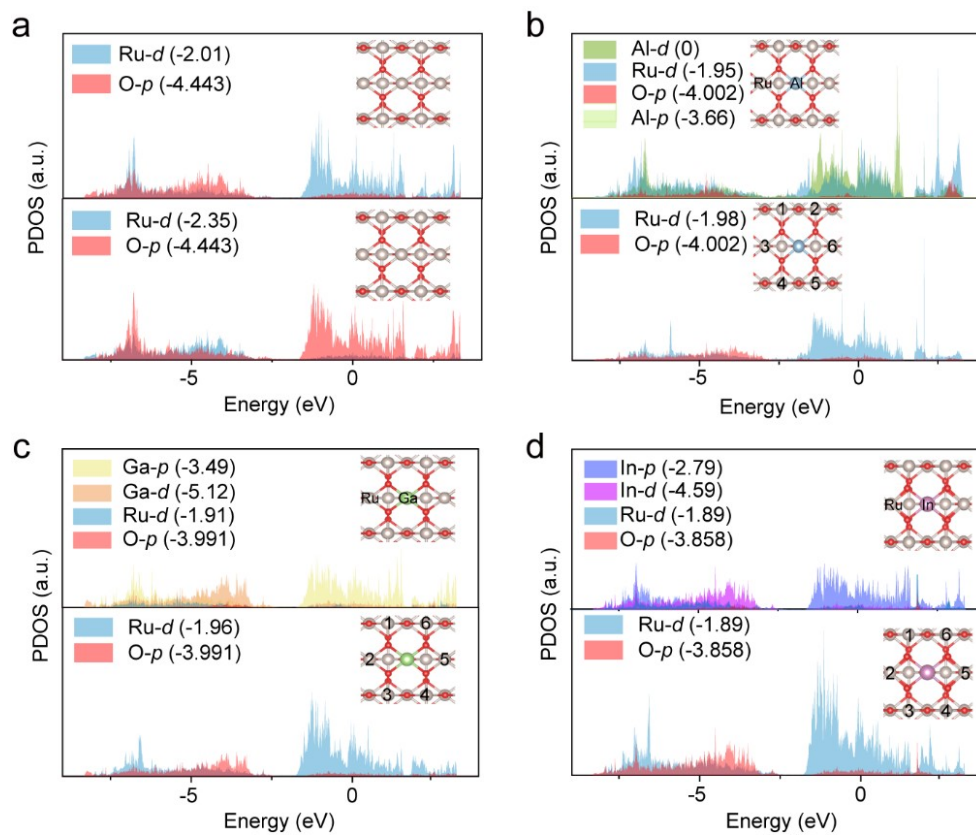 a
Ru-d (-2.01)
O-p (-4.443)
Ru-d (-2.35)
O-p (-4.443)
PDOS (a.u.)
-5
0
Energy (eV)
b
Al-d (0)
Ru-d (-1.95)
O-p (-4.002)
Al-p (-3.66)
Ru Al
Ru-d (-1.98)
O-p (-4.002)
1 2
3 6
4 5
PDOS (a.u.)
-5
0
Energy (eV)
c
Ga-p (-3.49)
Ga-d (-5.12)
Ru-d (-1.91)
O-p (-3.991)
Ru Ga
Ru-d (-1.96)
O-p (-3.991)
1 6
2 5
3 4
PDOS (a.u.)
-5
0
Energy (eV)
d
In-p (-2.79)
In-d (-4.59)
Ru-d (-1.89)
O-p (-3.858)
Ru In
Ru-d (-1.89)
O-p (-3.858)
1 6
2 5
3 4
PDOS (a.u.)
-5
0
Energy (eV)